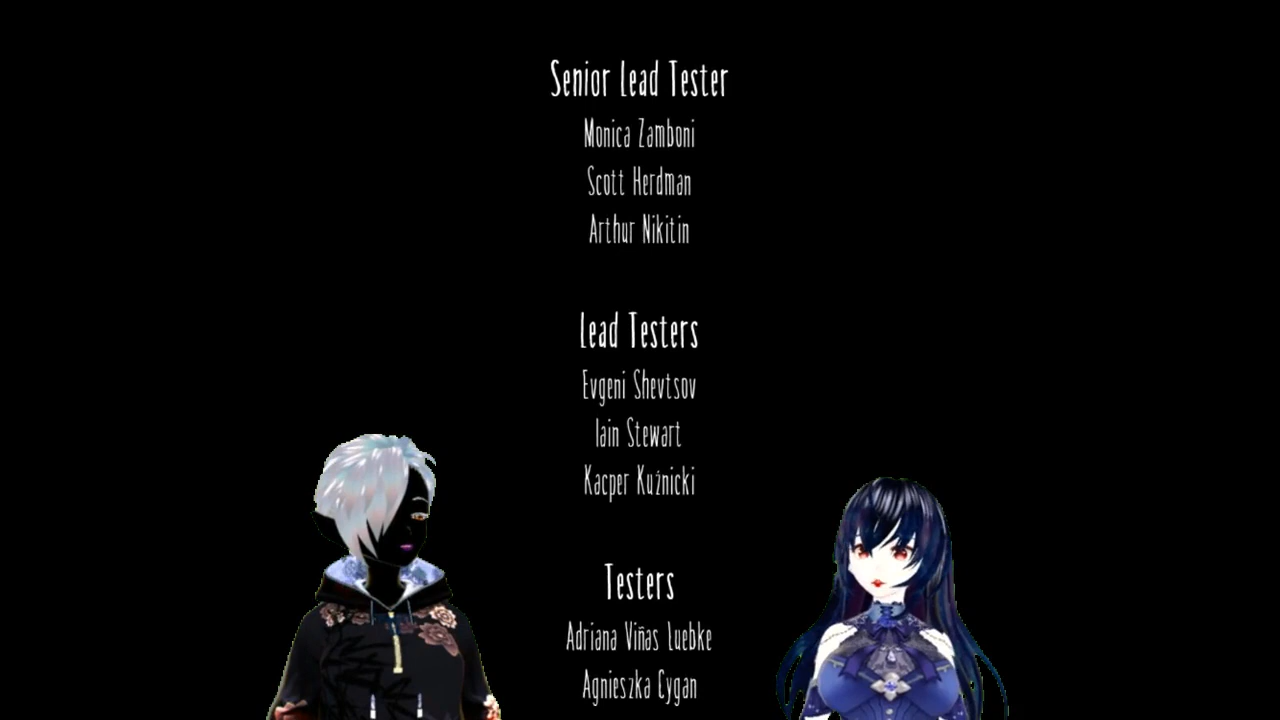 Senior Lead Tester
Monica Zamboni
Scott Herdman
Arthur Nikitin
Lead Testers
Evgeni Shevtsov
Iain Stewart
Kacper Kuźnicki
Testers
Adriana Viñas Luebke
Agnieszka Cygan